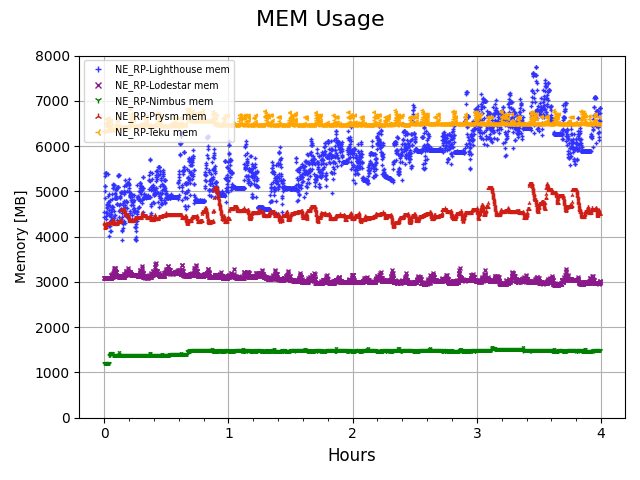 MEM Usage
8000
7000
6000
5000
4000
3000
2000
1000
0
Memory [MB]
NE_RP-Lighthouse mem
NE_RP-Lodestar mem
NE_RP-Nimbus mem
NE_RP-Prysm mem
NE_RP-Teku mem
0 1 2 3 4
Hours